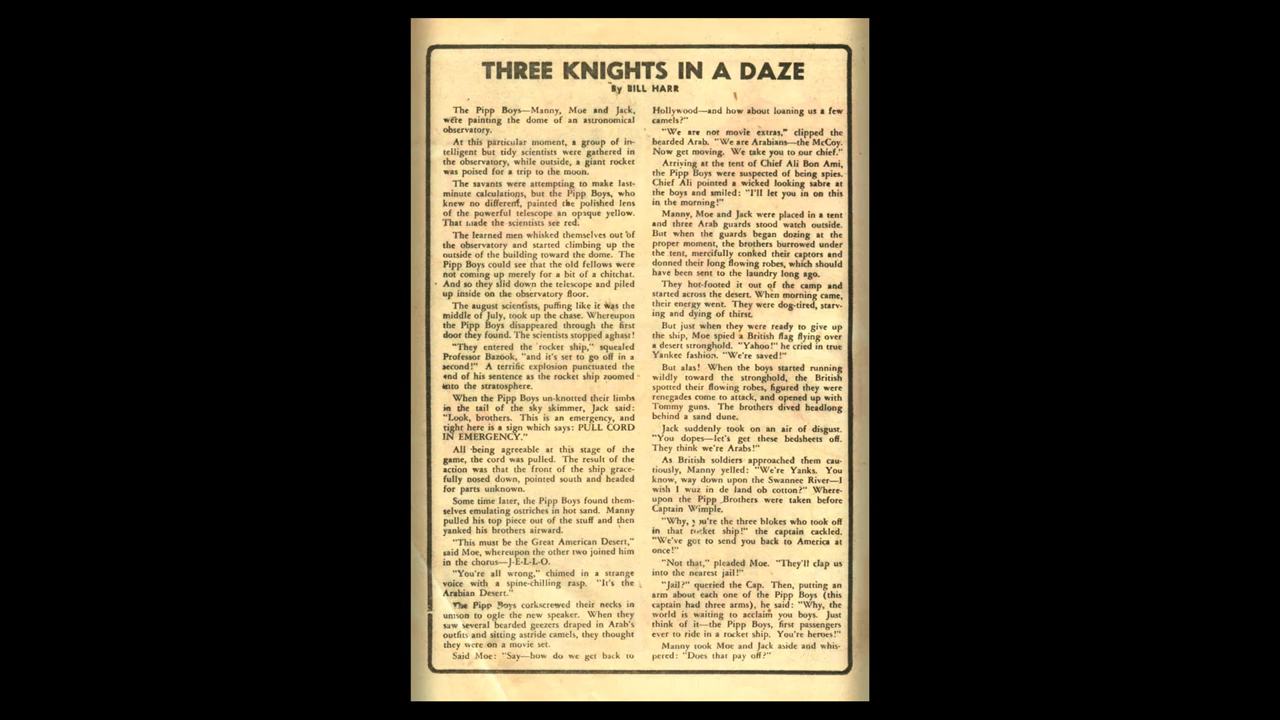 THREE KNIGHTS IN A DAZE
By BILL HARR
The Pipp Boys—Manny, Moe and Jack,
were painting the dome of an astronomical
observatory.
At this particular moment, a group of in-
telligent but tidy scientists were gathered in
the observatory, while outside, a giant rocket
was poised for a trip to the moon.
The savants were attempting to make last-
minute calculations, but the Pipp Boys, who
knew no different, painted the polished lens
of the powerful telescope an opaque yellow.
That made the scientists see red.
The learned men whisked themselves out of
the observatory and started climbing up the
outside of the building toward the dome. The
Pipp Boys could see that the old fellows were
not coming up merely for a bit of a chitchat.
And so they slid down the telescope and piled
up inside on the observatory floor.
The august scientists, puffing like it was the
middle of July, took up the chase. Whereupon
the Pipp Boys disappeared through the first
door they found. The scientists stopped aghast!
"They entered the rocket ship," squealed
Professor Bazook, "and it's set to go off in a
second!" A terrific explosion punctuated the
end of his sentence as the rocket ship zoomed
into the stratosphere.
When the Pipp Boys un-knotted their limbs
in the tail of the sky skimmer, Jack said:
"Look, brothers. This is an emergency, and
right here is a sign which says: PULL CORD
IN EMERGENCY."
All being agreeable at this stage of the
game, the cord was pulled. The result of the
action was that the front of the ship grace-
fully nosed down, pointed south and headed
for parts unknown.
Some time later, the Pipp Boys found them-
selves emulating ostriches in hot sand. Manny
pulled his top piece out of the stuff and then
yanked his brothers airward.
"This must be the Great American Desert,"
said Moe, whereupon the other two joined him
in the chorus—J-E-L-L-O.
"You're all wrong," chimed in a strange
voice with a spine-chilling rasp. "It's the
Arabian Desert."
The Pipp Boys corkscrewed their necks in
unison to ogle the new speaker. When they
saw several bearded geezers draped in Arab's
outfits and sitting astride camels, they thought
they were on a movie set.
Said Moe: "Say—how do we get back to
Hollywood—and how about loaning us a few
camels?"
"We are not movie extras," clipped the
bearded Arab. "We are Arabians—the McCoy.
Now get moving. We take you to our chief."
Arriving at the tent of Chief Ali Bon Ami,
the Pipp Boys were suspected of being spies.
Chief Ali pointed a wicked looking sabre at
the boys and smiled: "I'll let you in on this
in the morning!"
Manny, Moe and Jack were placed in a tent
and three Arab guards stood watch outside.
But when the guards began dozing at the
proper moment, the brothers burrowed under
the tent, mercifully conked their captors and
donned their long flowing robes, which should
have been sent to the laundry long ago.
They hot-footed it out of the camp and
started across the desert. When morning came,
their energy went. They were dog-tired, starv-
ing and dying of thirst.
But just when they were ready to give up
the ship, Moe spied a British flag flying over
a desert stronghold. "Yahoo!" he cried in true
Yankee fashion. "We're saved!"
But alas! When the boys started running
wildly toward the stronghold, the British
spotted their flowing robes, figured they were
renegades come to attack, and opened up with
Tommy guns. The brothers dived headlong
behind a sand dune.
Jack suddenly took on an air of disgust.
"You dopes—let's get these bedsheets off.
They think we're Arabs!"
As British soldiers approached them cau-
tiously, Manny yelled: "We're Yanks. You
know, way down upon the Swannee River—I
wish I wuz in de land ob cotton?" Where-
upon the Pipp Brothers were taken before
Captain Wimple.
"Why, you're the three blokes who took off
in that rocket ship!" the captain cackled.
"We've got to send you back to America at
once!"
"Not that," pleaded Moe. "They'll clap us
into the nearest jail!"
"Jail?" queried the Cap. Then, putting an
arm about each one of the Pipp Boys (this
captain had three arms), he said: "Why, the
world is waiting to acclaim you boys. Just
think of it—the Pipp Boys, first passengers
ever to ride in a rocket ship. You're heroes!"
Manny took Moe and Jack aside and whis-
pered: "Does that pay off?"